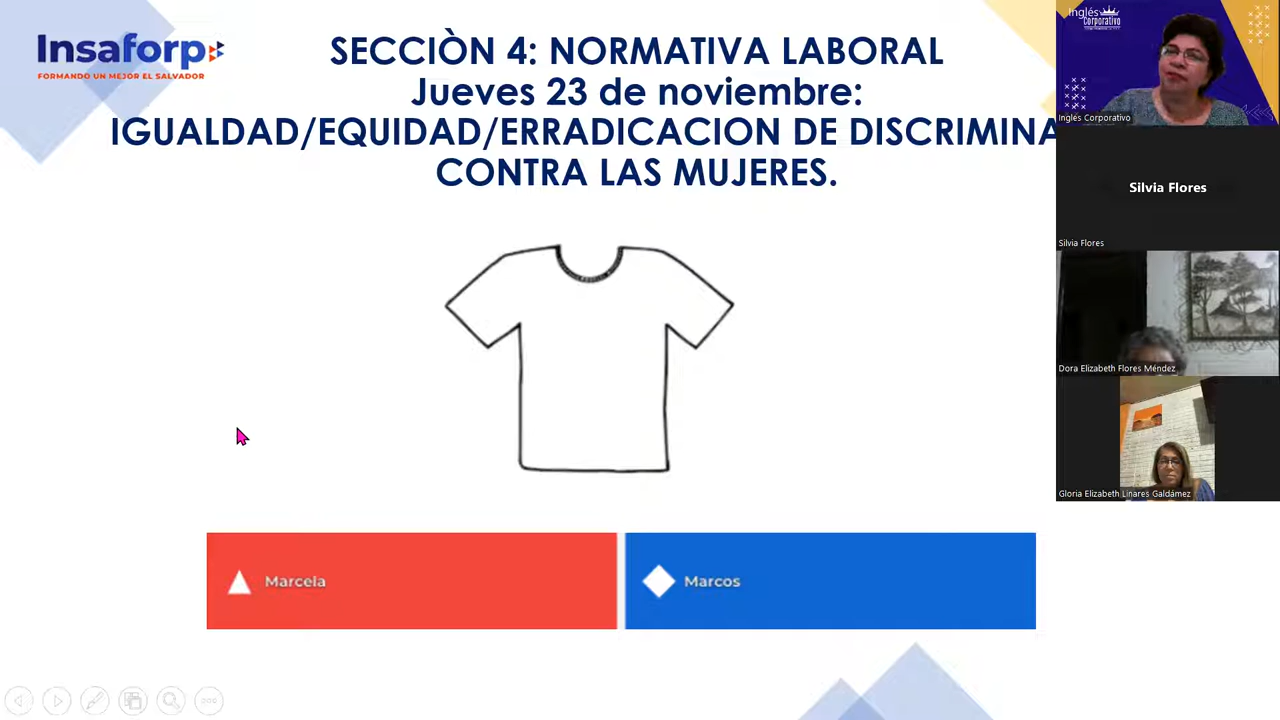 Insaforp
FORMANDO UN MEJOR EL SALVADOR
SECCIÒN 4: NORMATIVA LABORAL
Jueves 23 de noviembre:
IGUALDAD/EQUIDAD/ERRADICACION DE DISCRIMINA
CONTRA LAS MUJERES.
Marcela
Marcos
Inglés
Corporativo
Inglés Corporativo
Silvia Flores
Silvia Flores
Dora Elizabeth Flores Méndez
Gloria Elizabeth Linares Galdámez